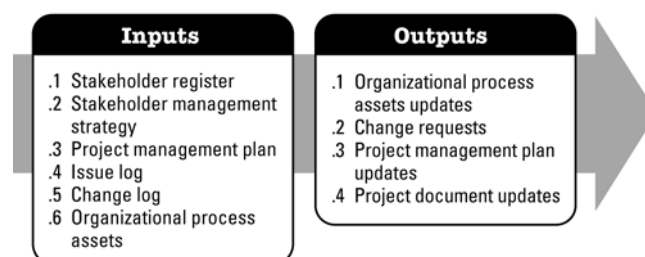 Inputs
.1 Stakeholder register
.2 Stakeholder management
strategy
.3 Project management plan
.4 Issue log
.5 Change log
.6 Organizational process
assets
Outputs
.1 Organizational process
assets updates
.2 Change requests
.3 Project management plan
updates
.4 Project document updates